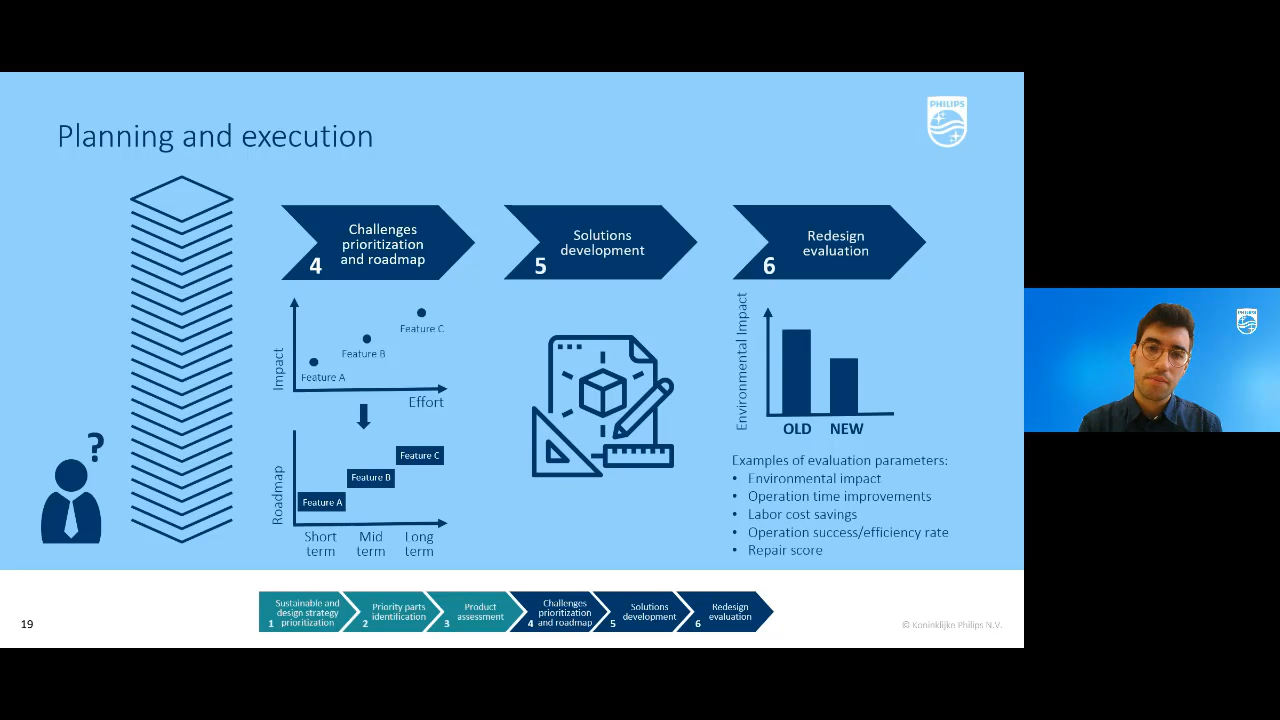 PHILIPS
Planning and execution
Challenges
prioritization
and roadmap
4
Solutions
development
5
Redesign
evaluation
6
Impact
Feature A
Feature B
Feature C
Effort
Roadmap
Feature A
Feature B
Feature C
Short
term
Mid
term
Long
term
?
Environmental Impact
OLD NEW
Examples of evaluation parameters:
• Environmental impact
• Operation time improvements
• Labor cost savings
• Operation success/efficiency rate
• Repair score
PHILIPS
19
Sustainable and
design strategy
1 prioritization
Priority parts
identification
2
Product
assessment
3
Challenges
prioritization
4 and roadmap
Solutions
development
5
Redesign
evaluation
6
© Koninklijke Philips N.V.